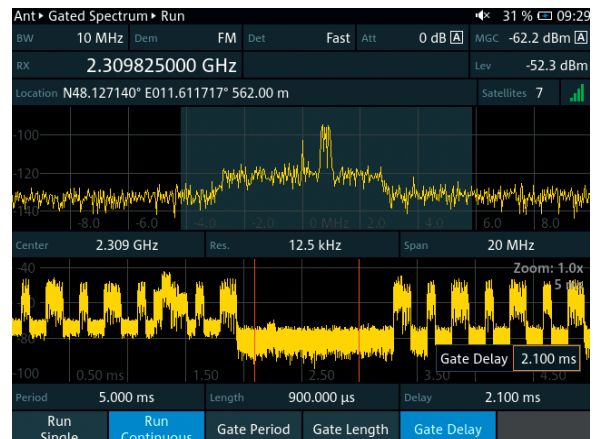 Ant ▸ Gated Spectrum ▸ Run 31 % 09:29
BW 10 MHz Dem FM Det Fast Att 0 dB A MGC -62.2 dBm A
RX 2.309825000 GHz Lev -52.3 dBm
Location N48.127140° E011.611717° 562.00 m Satellites 7
-100
-120
-140
-8.0 -6.0 -4.0 -2.0 0 MHz 2.0 4.0 6.0 8.0
Center 2.309 GHz Res. 12.5 kHz Span 20 MHz
-40 Zoom: 1.0x
-80
Gate Delay 2.100 ms
-100 0.50 ms 1.50 2.50 3.50 4.50
Period 5.000 ms Length 900.000 µs Delay 2.100 ms
Run Single Run Continuous Gate Period Gate Length Gate Delay